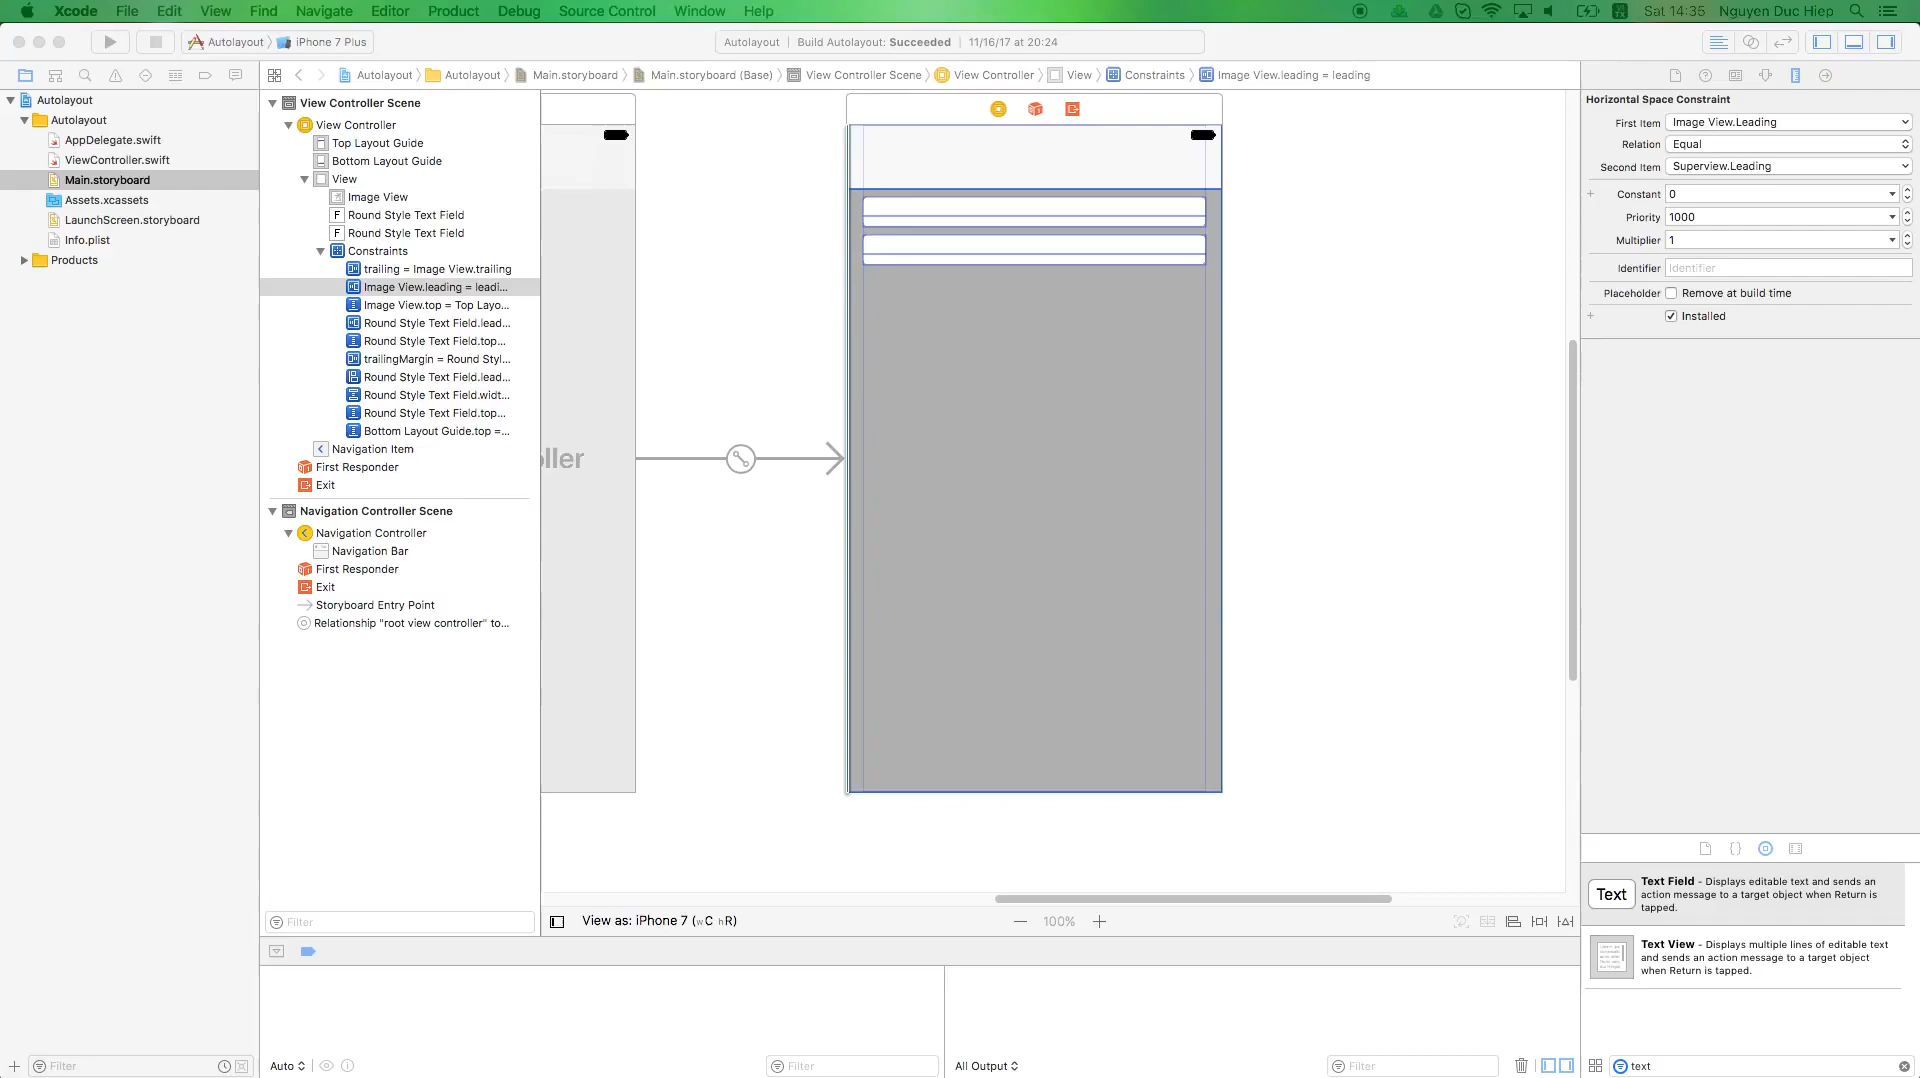 Xcode File Edit View Find Navigate Editor Product Debug Source Control Window Help Sat 14:35 Nguyen Duc Hiep
Autolayout iPhone 7 Plus Autolayout | Build Autolayout: Succeeded | 11/16/17 at 20:24
Autolayout Autolayout Main.storyboard Main.storyboard (Base) View Controller Scene View Controller View Constraints Image View.leading = leading
Autolayout
Autolayout
AppDelegate.swift
ViewController.swift
Main.storyboard
Assets.xcassets
LaunchScreen.storyboard
Info.plist
Products
Filter
View Controller Scene
View Controller
Top Layout Guide
Bottom Layout Guide
View
Image View
F Round Style Text Field
F Round Style Text Field
Constraints
trailing = Image View.trailing
Image View.leading = leadi...
Image View.top = Top Layo...
Round Style Text Field.lead...
Round Style Text Field.top...
trailingMargin = Round Styl...
Round Style Text Field.lead...
Round Style Text Field.widt...
Round Style Text Field.top...
Bottom Layout Guide.top =...
Navigation Item
First Responder
Exit
Navigation Controller Scene
Navigation Controller
Navigation Bar
First Responder
Exit
Storyboard Entry Point
Relationship "root view controller" to...
Filter
oller
View as: iPhone 7 (wC hR)
100%
Auto
Filter
All Output
Filter
Horizontal Space Constraint
First Item Image View.Leading
Relation Equal
Second Item Superview.Leading
Constant 0
Priority 1000
Multiplier 1
Identifier Identifier
Placeholder Remove at build time
Installed
Text
Text Field - Displays editable text and sends an
action message to a target object when Return is
tapped.
Text View - Displays multiple lines of editable text
and sends an action message to a target object
when Return is tapped.
text